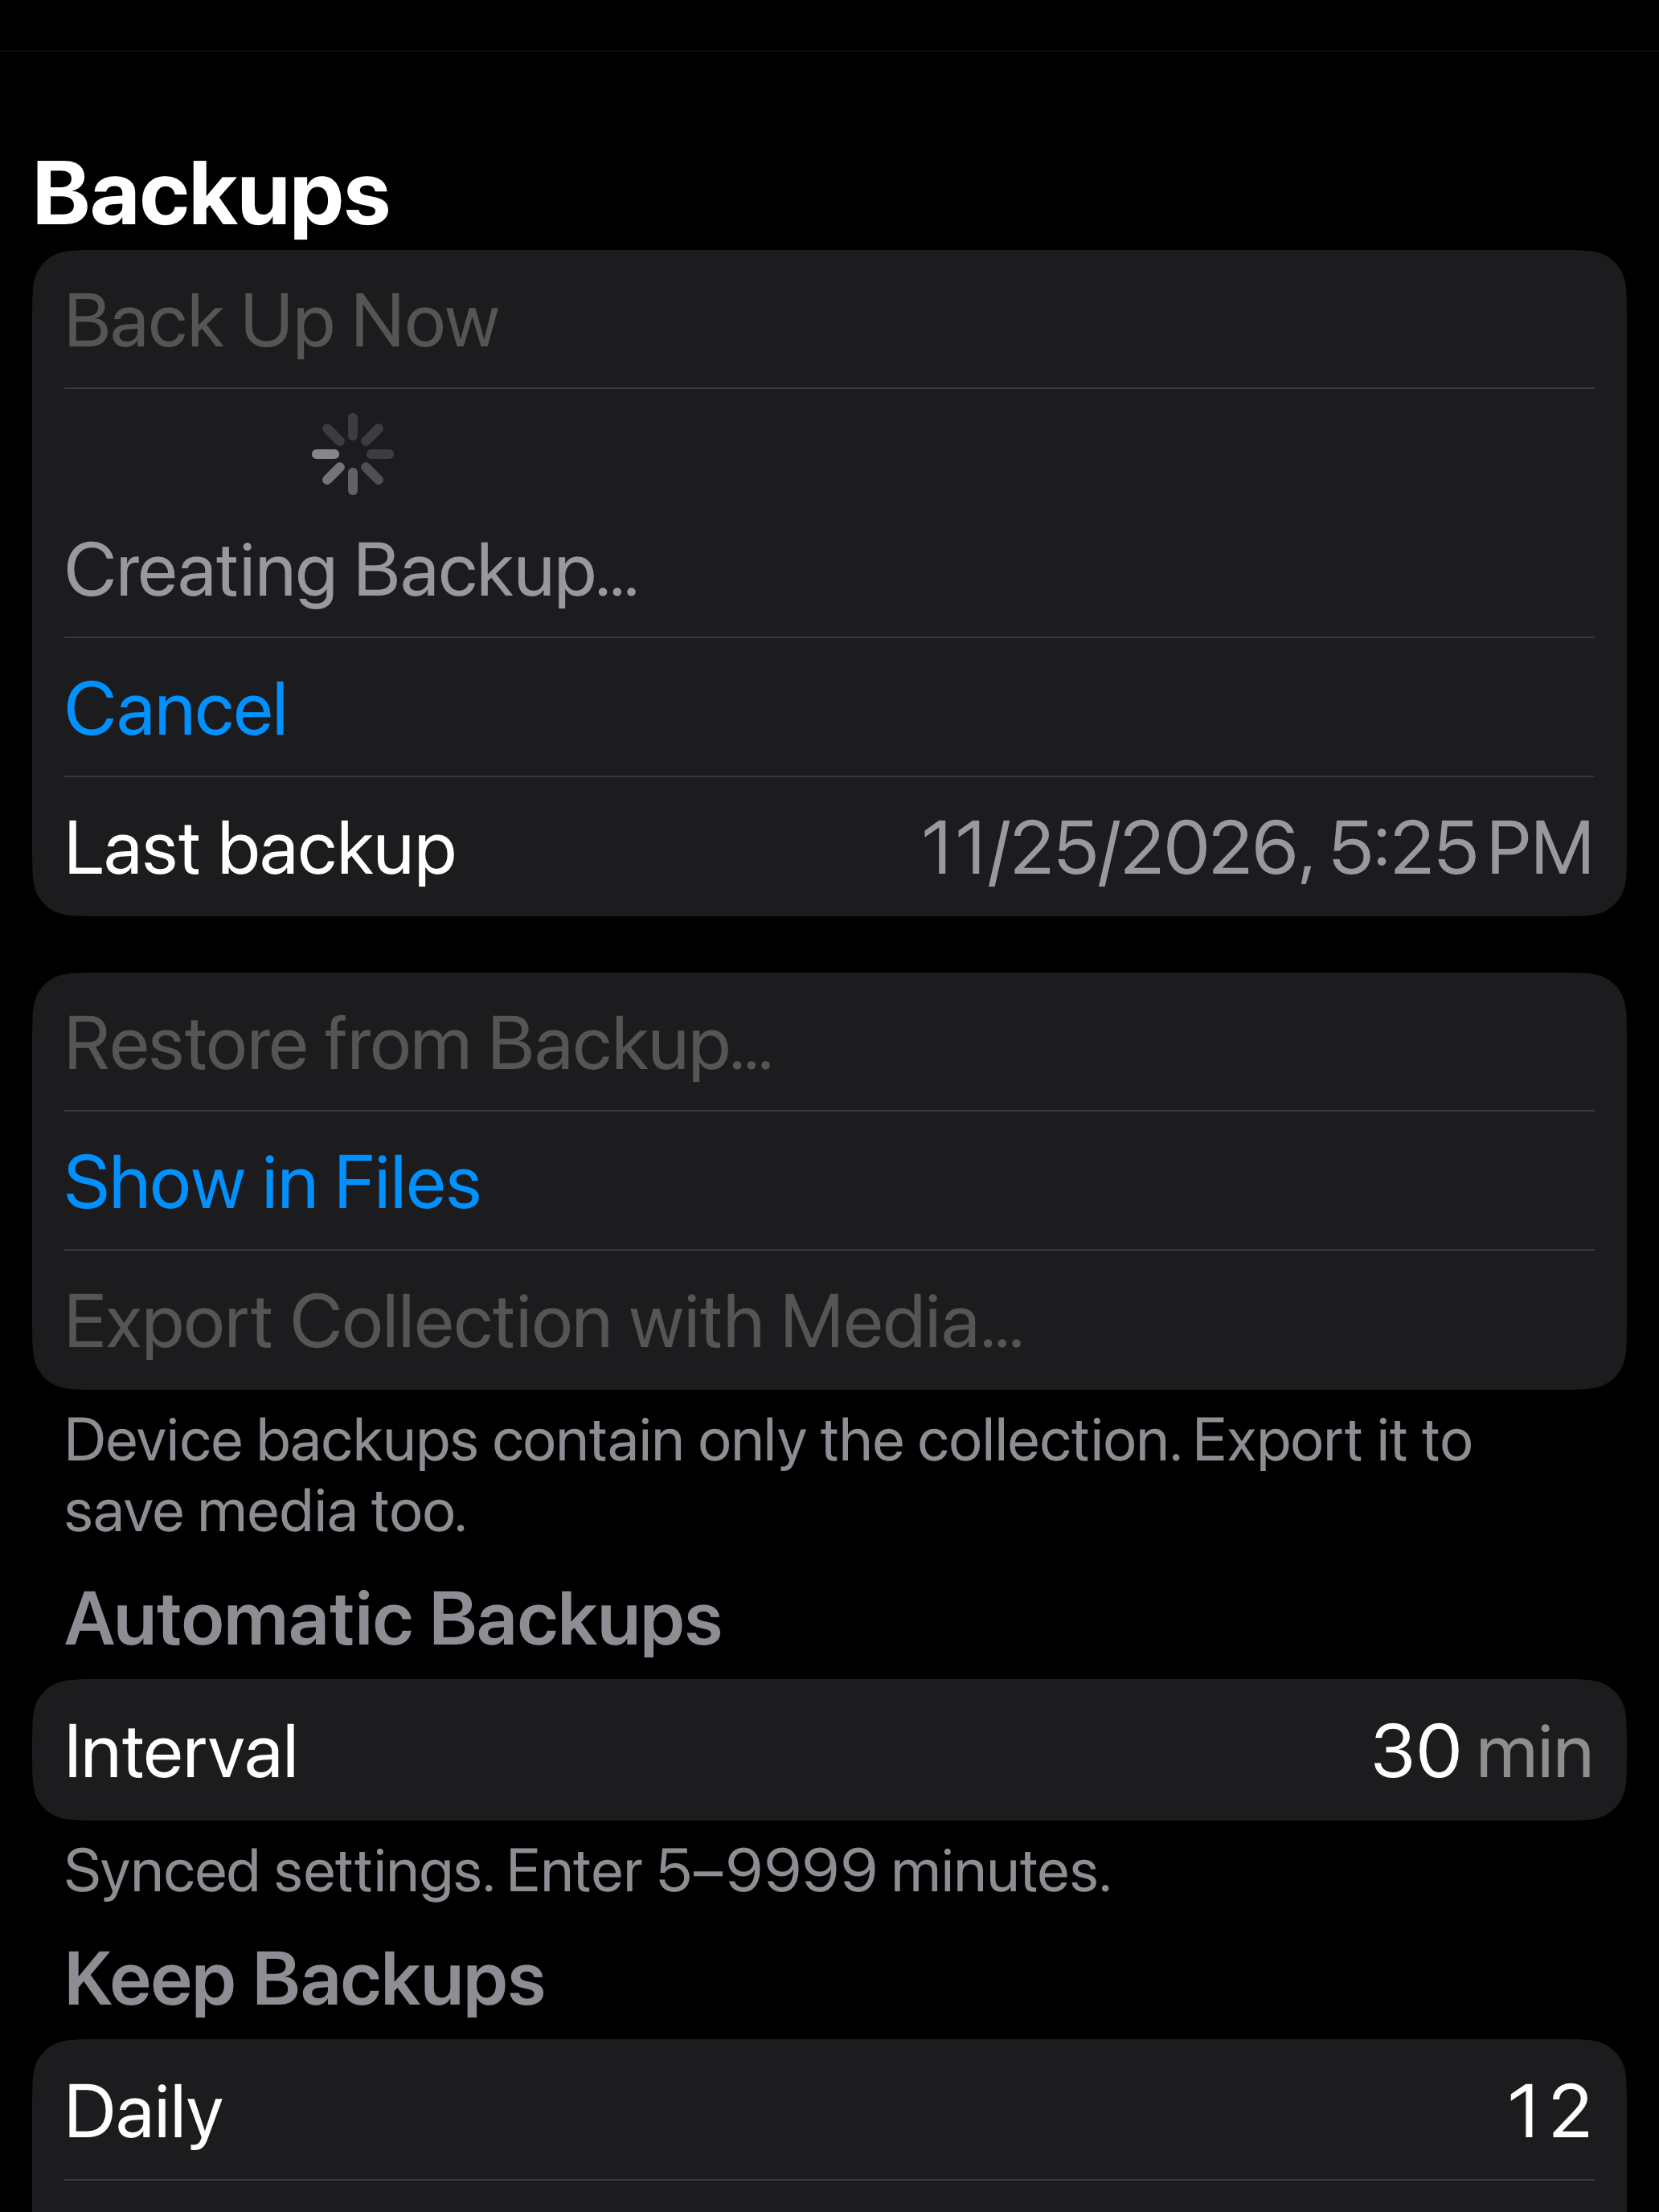 Backups
Back Up Now
Creating Backup...
Cancel
Last backup 11/25/2026, 5:25 PM
Restore from Backup...
Show in Files
Export Collection with Media...
Device backups contain only the collection. Export it to
save media too.
Automatic Backups
Interval 30 min
Synced settings. Enter 5–9999 minutes.
Keep Backups
Daily 12